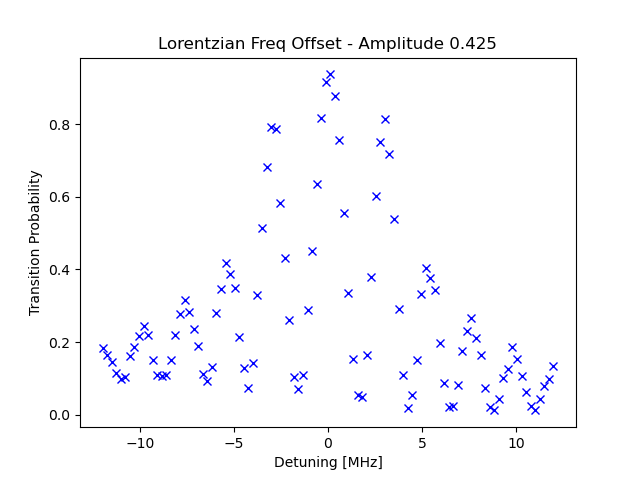 Lorentzian Freq Offset - Amplitude 0.425
Transition Probability
0.8
0.6
0.4
0.2
0.0
−10 −5 0 5 10
Detuning [MHz]